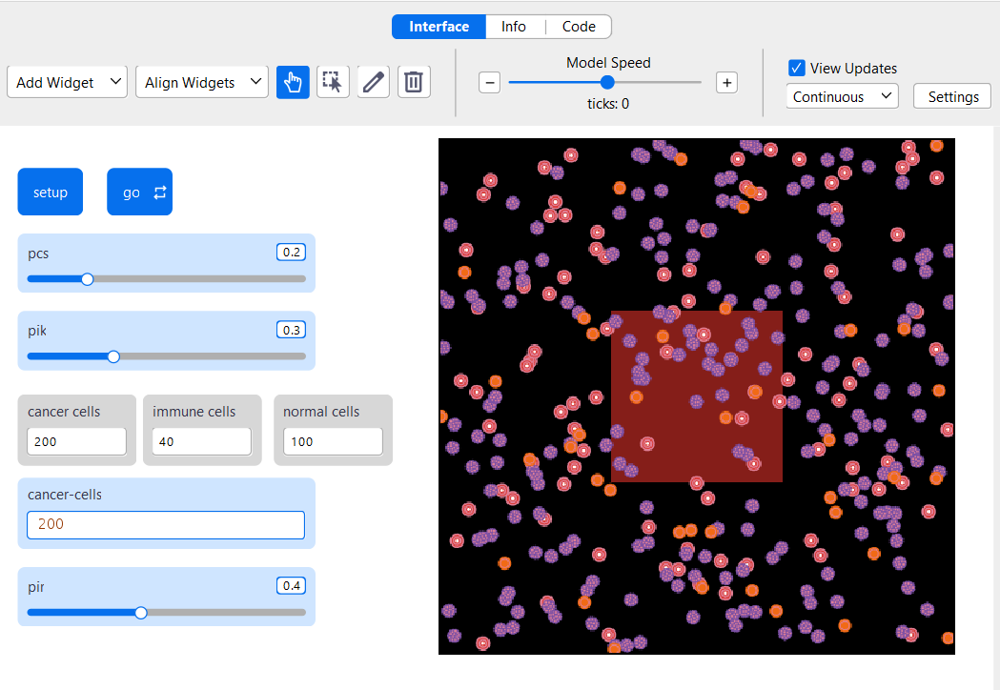 Interface Info Code
Add Widget Align Widgets
Model Speed
ticks: 0
View Updates
Continuous Settings
setup go
pcs 0.2
pik 0.3
cancer cells immune cells normal cells
200 40 100
cancer-cells
200
pir 0.4